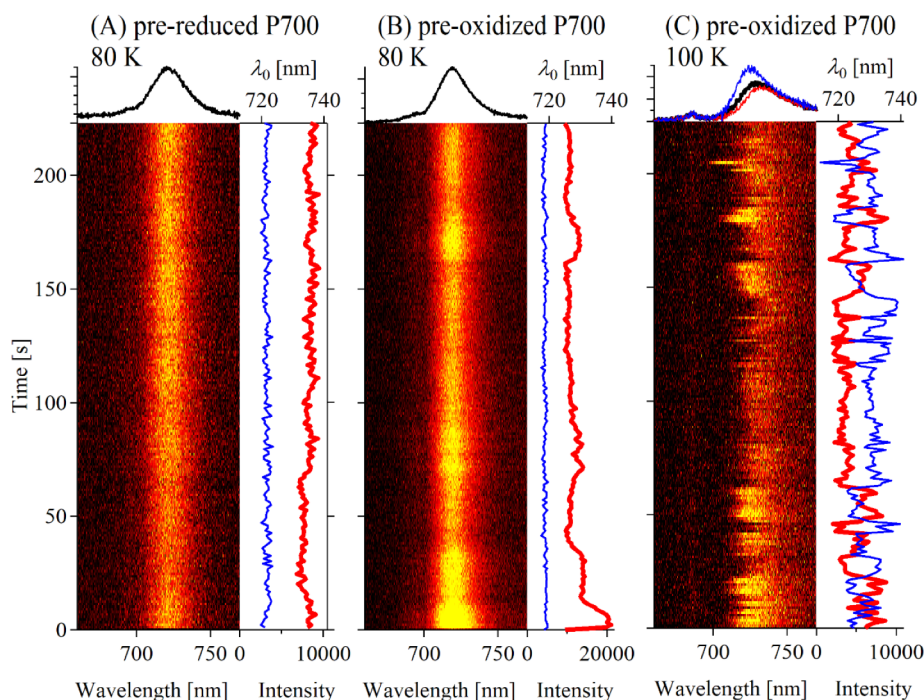 (A) pre-reduced P700 (B) pre-oxidized P700 (C) pre-oxidized P700
80 K 80 K 100 K
λ0 [nm] λ0 [nm] λ0 [nm]
720 740 720 740 720 740
200
150
Time [s]
100
50
0
700 750 0 10000 700 750 0 20000 700 750 0 10000
Wavelength [nm] Intensity Wavelength [nm] Intensity Wavelength [nm] Intensity